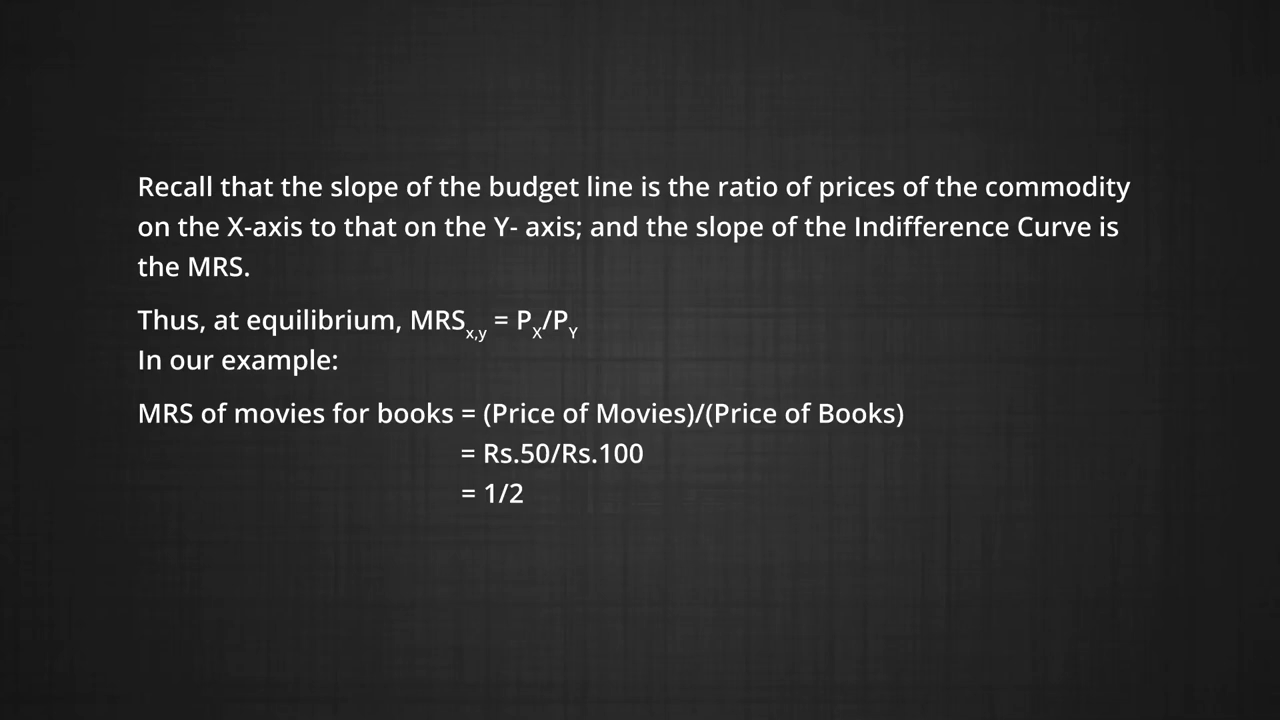 Recall that the slope of the budget line is the ratio of prices of the commodity
on the X-axis to that on the Y- axis; and the slope of the Indifference Curve is
the MRS.
Thus, at equilibrium, MRSx,y = PX/PY
In our example:
MRS of movies for books = (Price of Movies)/(Price of Books)
= Rs.50/Rs.100
= 1/2